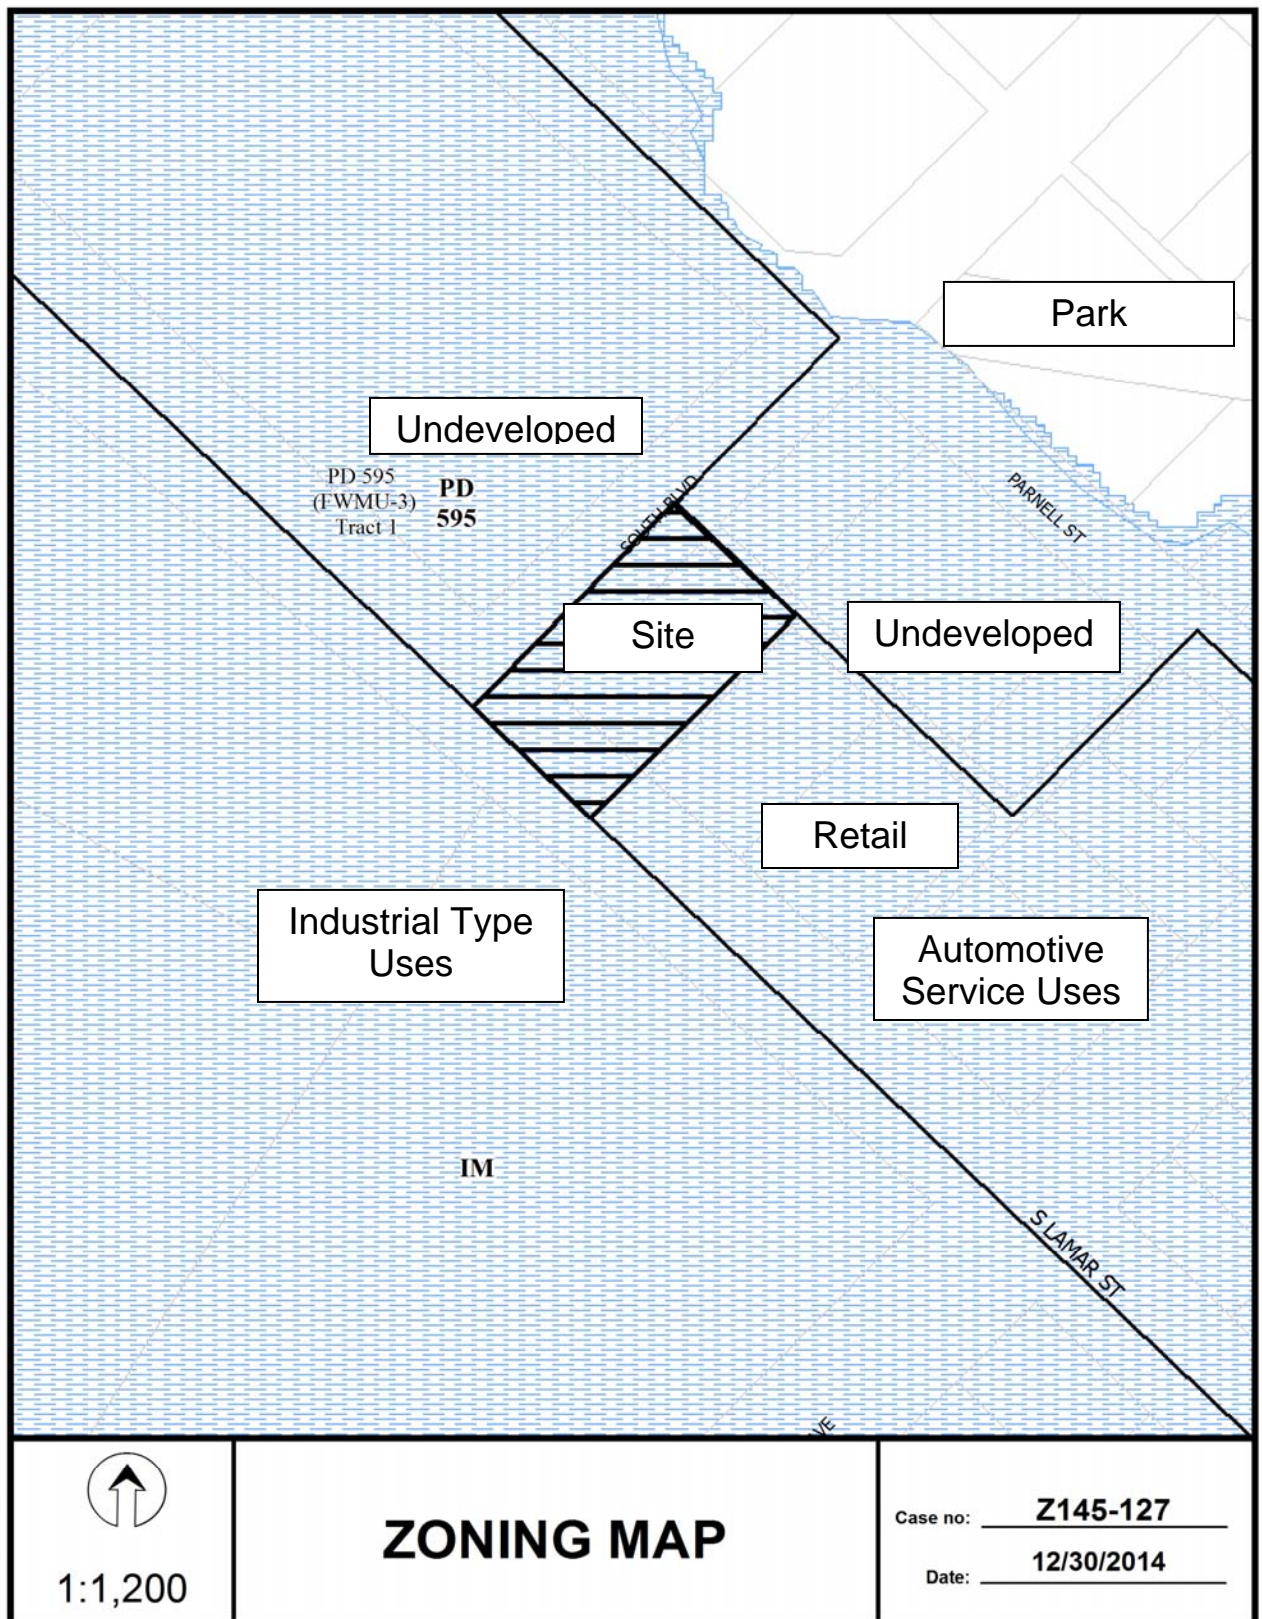 Park
Undeveloped
PD 595
(FWMU-3)
Tract 1
PD
595
SOUTH BLVD
PARNELL ST
Site
Undeveloped
Retail
Industrial Type
Uses
Automotive
Service Uses
IM
S LAMAR ST
VE
1:1,200
ZONING MAP
Case no: Z145-127
Date: 12/30/2014